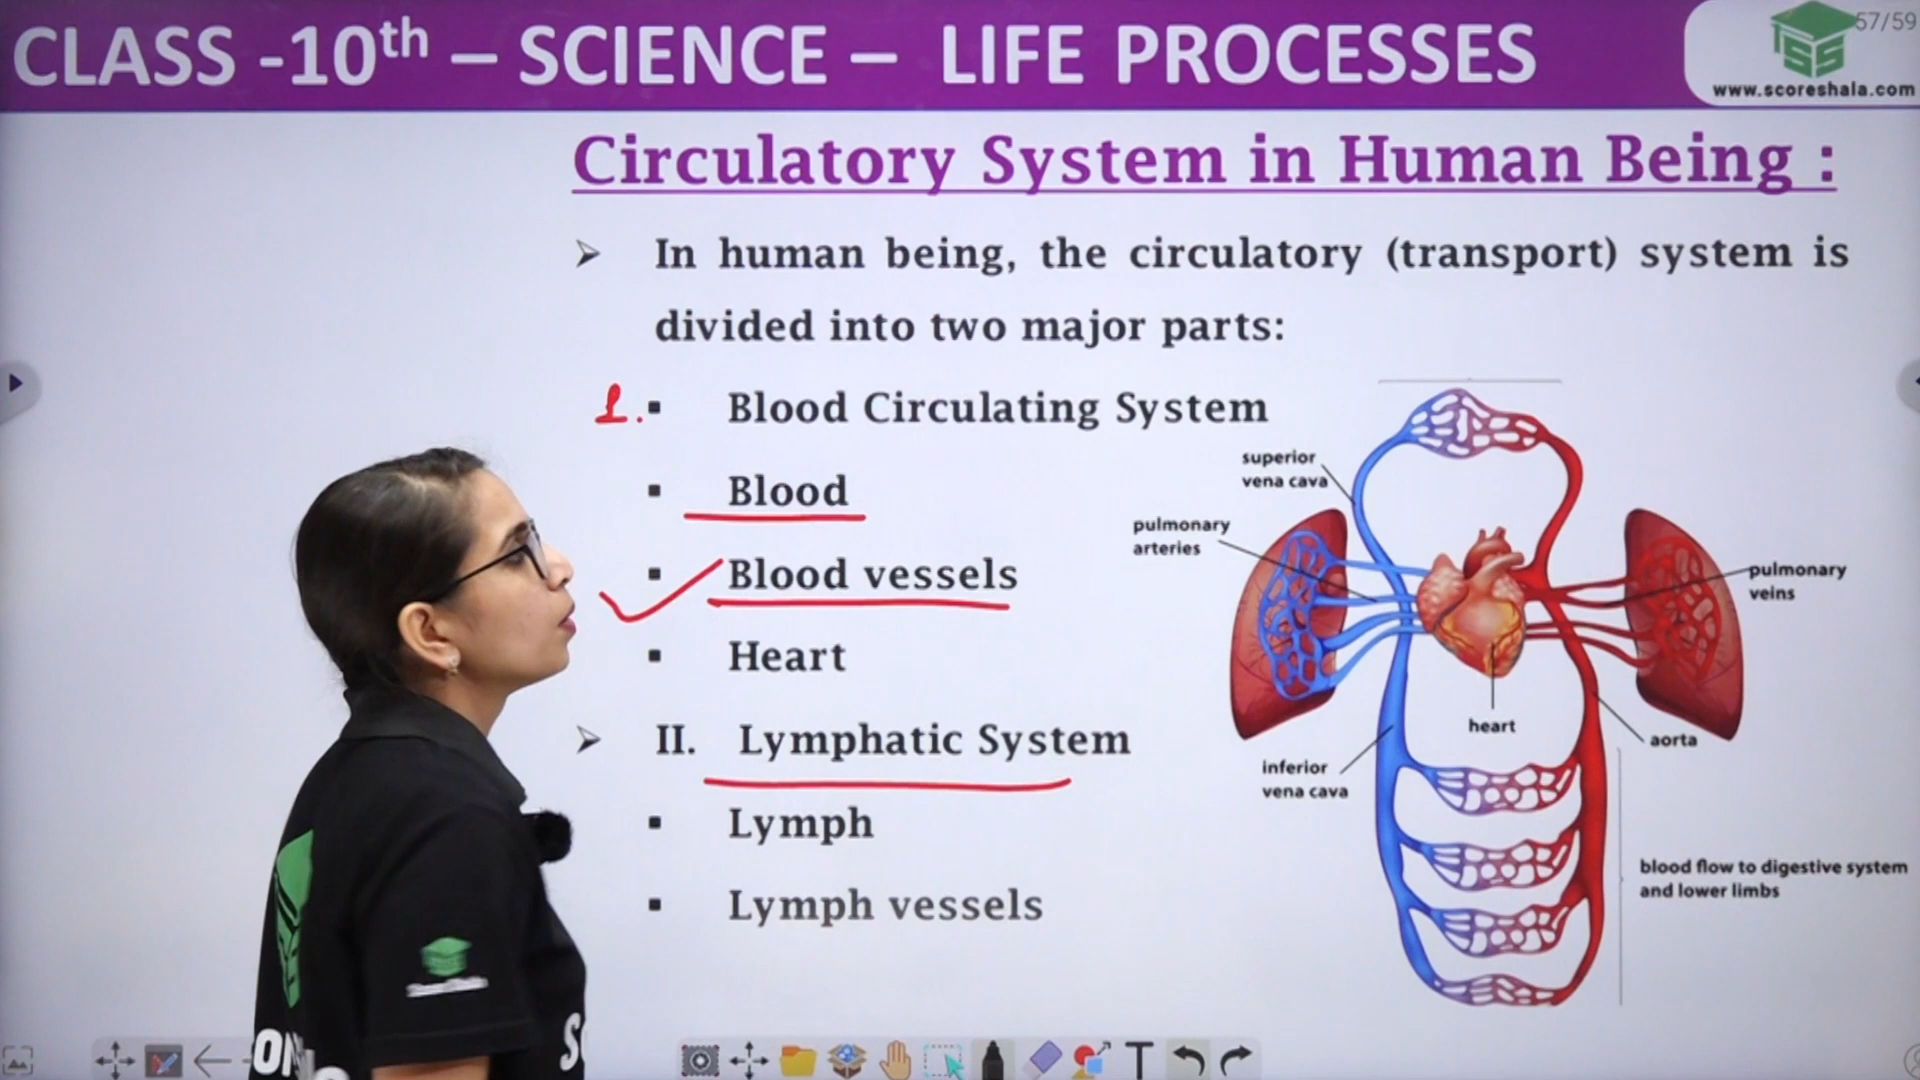 CLASS -10th – SCIENCE – LIFE PROCESSES
57/59
www.scoreshala.com
Circulatory System in Human Being :
➢ In human being, the circulatory (transport) system is
divided into two major parts:
1. ▪ Blood Circulating System
▪ Blood
▪ Blood vessels
▪ Heart
➢ II. Lymphatic System
▪ Lymph
▪ Lymph vessels
superior
vena cava
pulmonary
arteries
pulmonary
veins
heart
aorta
inferior
vena cava
blood flow to digestive system
and lower limbs
T